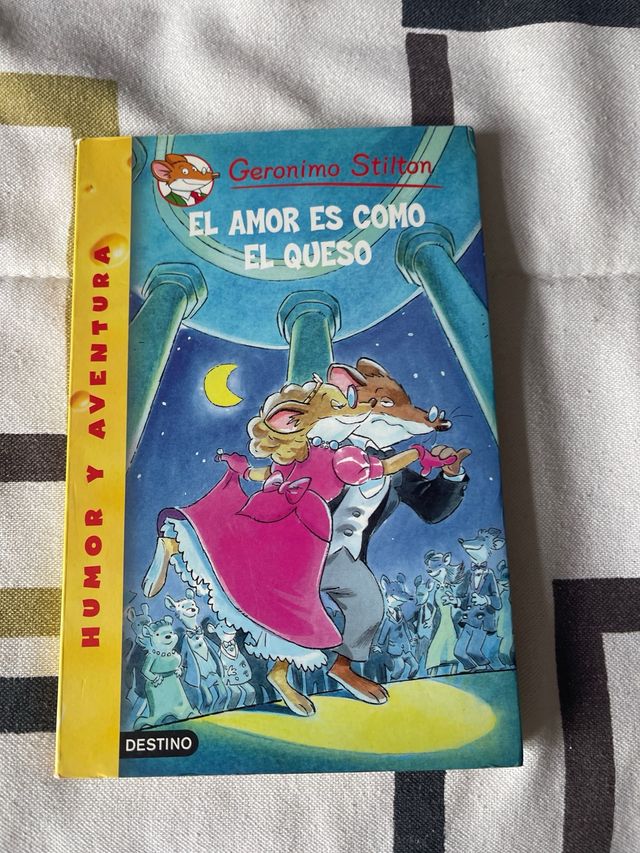 Geronimo Stilton
EL AMOR ES COMO
EL QUESO
HUMOR Y AVENTURA
DESTINO